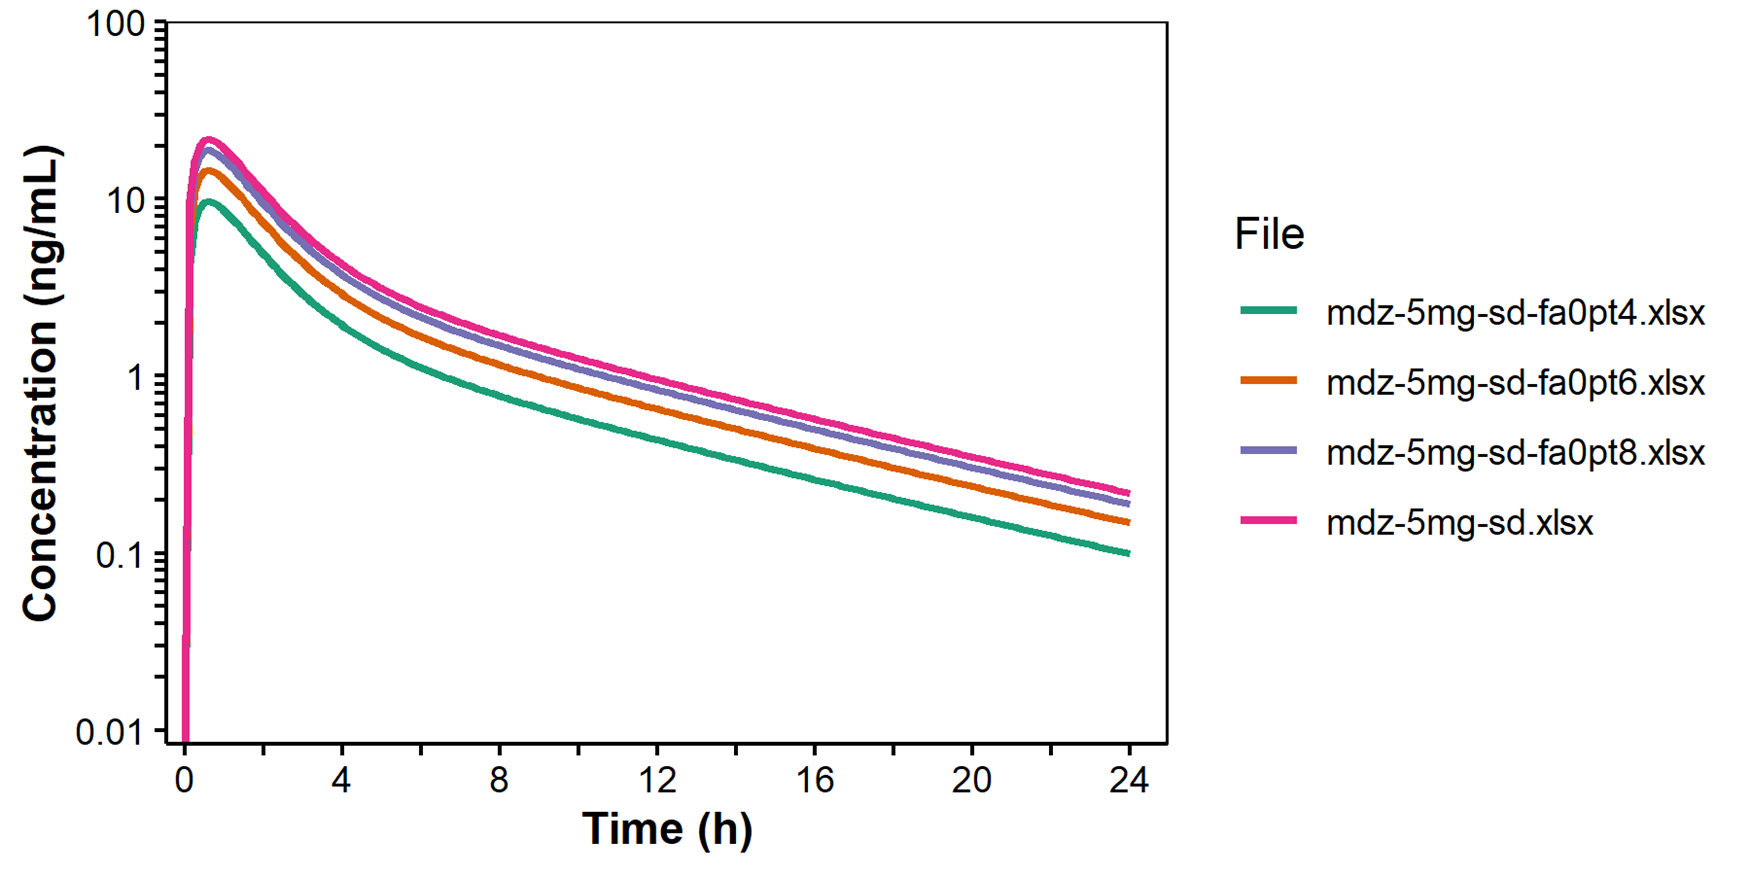 Concentration (ng/mL)
100
10
1
0.1
0.01
0 4 8 12 16 20 24
Time (h)
File
mdz-5mg-sd-fa0pt4.xlsx
mdz-5mg-sd-fa0pt6.xlsx
mdz-5mg-sd-fa0pt8.xlsx
mdz-5mg-sd.xlsx